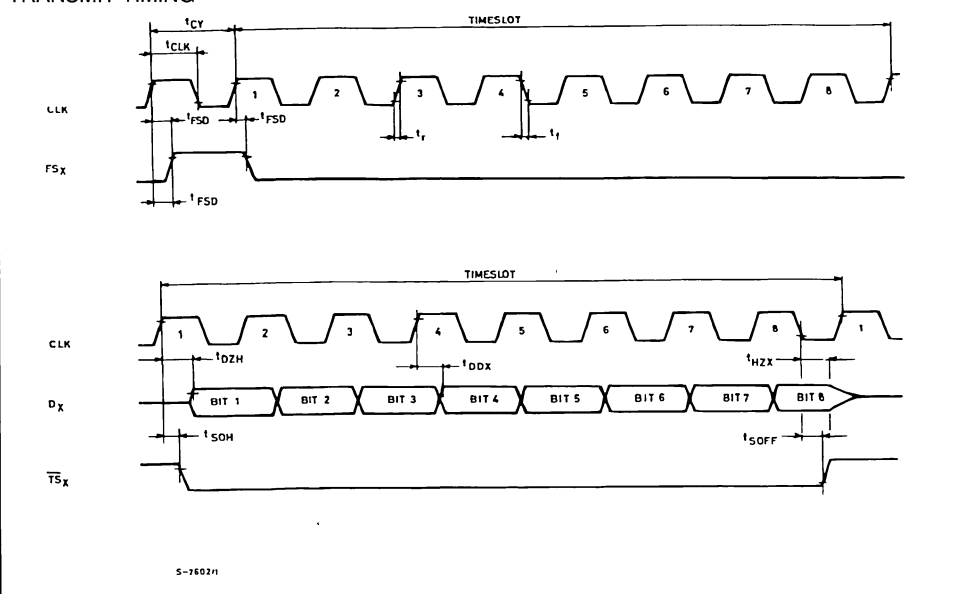 TRANSMIT TIMING
tCY
TIMESLOT
tCLK
CLK
1 2 3 4 5 6 7 8
tFSD
tFSD
tr
tf
FSX
tFSD
TIMESLOT
CLK
1 2 3 4 5 6 7 8 1
tDZH
tDDX
tHZX
DX
BIT 1 BIT 2 BIT 3 BIT 4 BIT 5 BIT 6 BIT 7 BIT 8
tSOH
tSOFF
TSX
S-7602/1